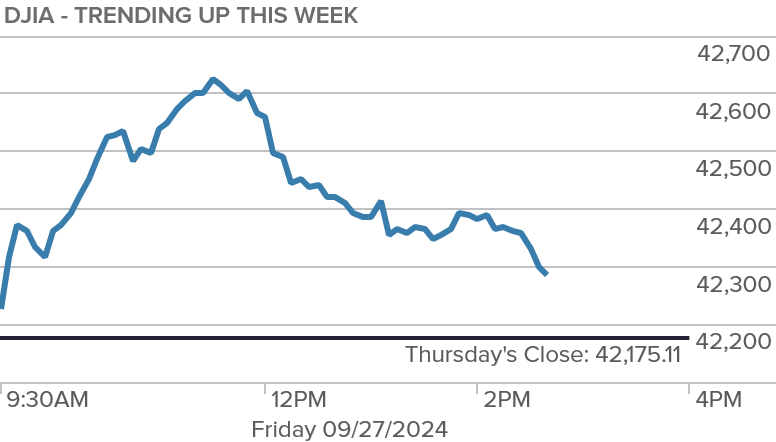 DJIA - TRENDING UP THIS WEEK
42,700
42,600
42,500
42,400
42,300
42,200
Thursday's Close: 42,175.11
9:30AM 12PM 2PM 4PM
Friday 09/27/2024